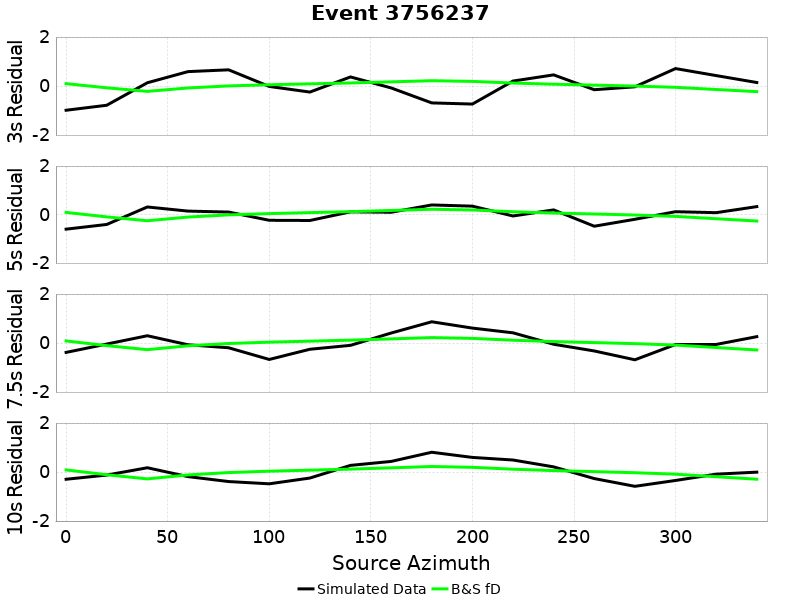 Event 3756237
3s Residual
2
0
-2
5s Residual
2
0
-2
7.5s Residual
2
0
-2
10s Residual
2
0
-2
0 50 100 150 200 250 300
Source Azimuth
Simulated Data B&S fD